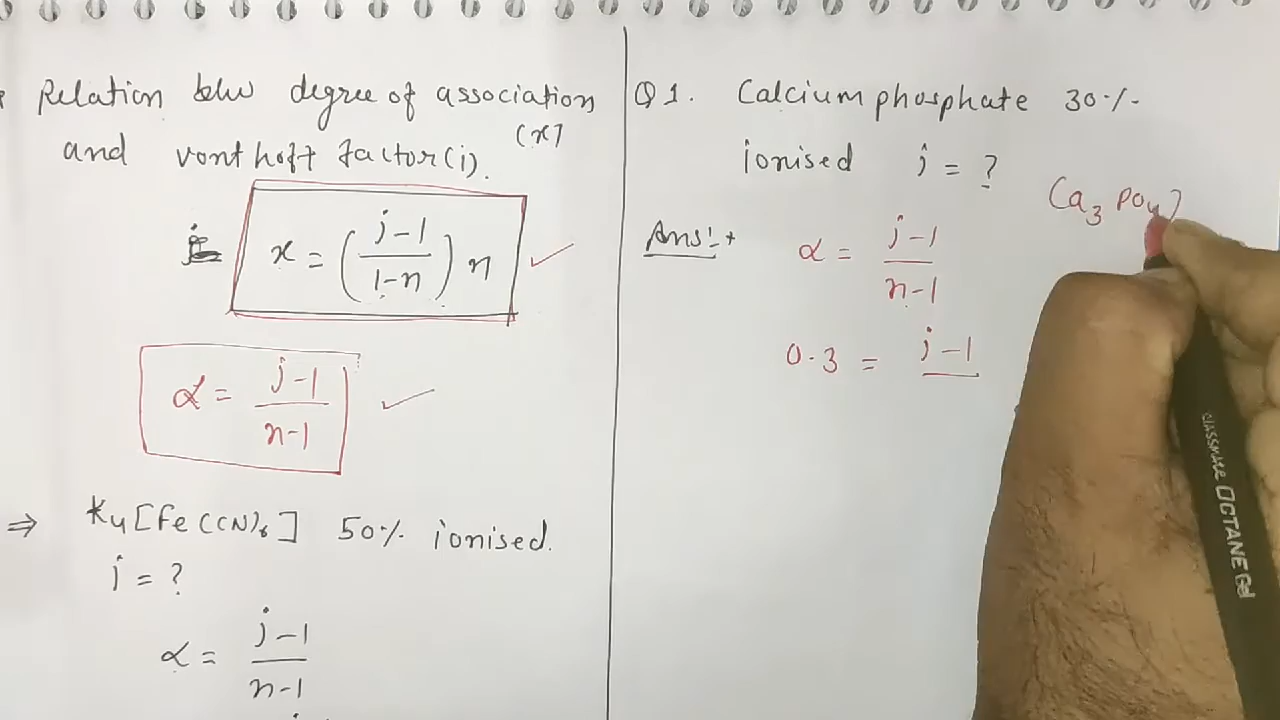 Relation b/w degree of association
(x)
and vont hoft factor(i).
x = (i-1/1-n) n
α = i-1/n-1
⇒ K4[Fe(CN)6] 50% ionised.
i = ?
α = i-1/n-1
Q1. Calcium phosphate 30%
ionised i = ?
Ca3 PO4
Ans:→ α = i-1/n-1
0.3 = i-1
classmate OCTANE Gel